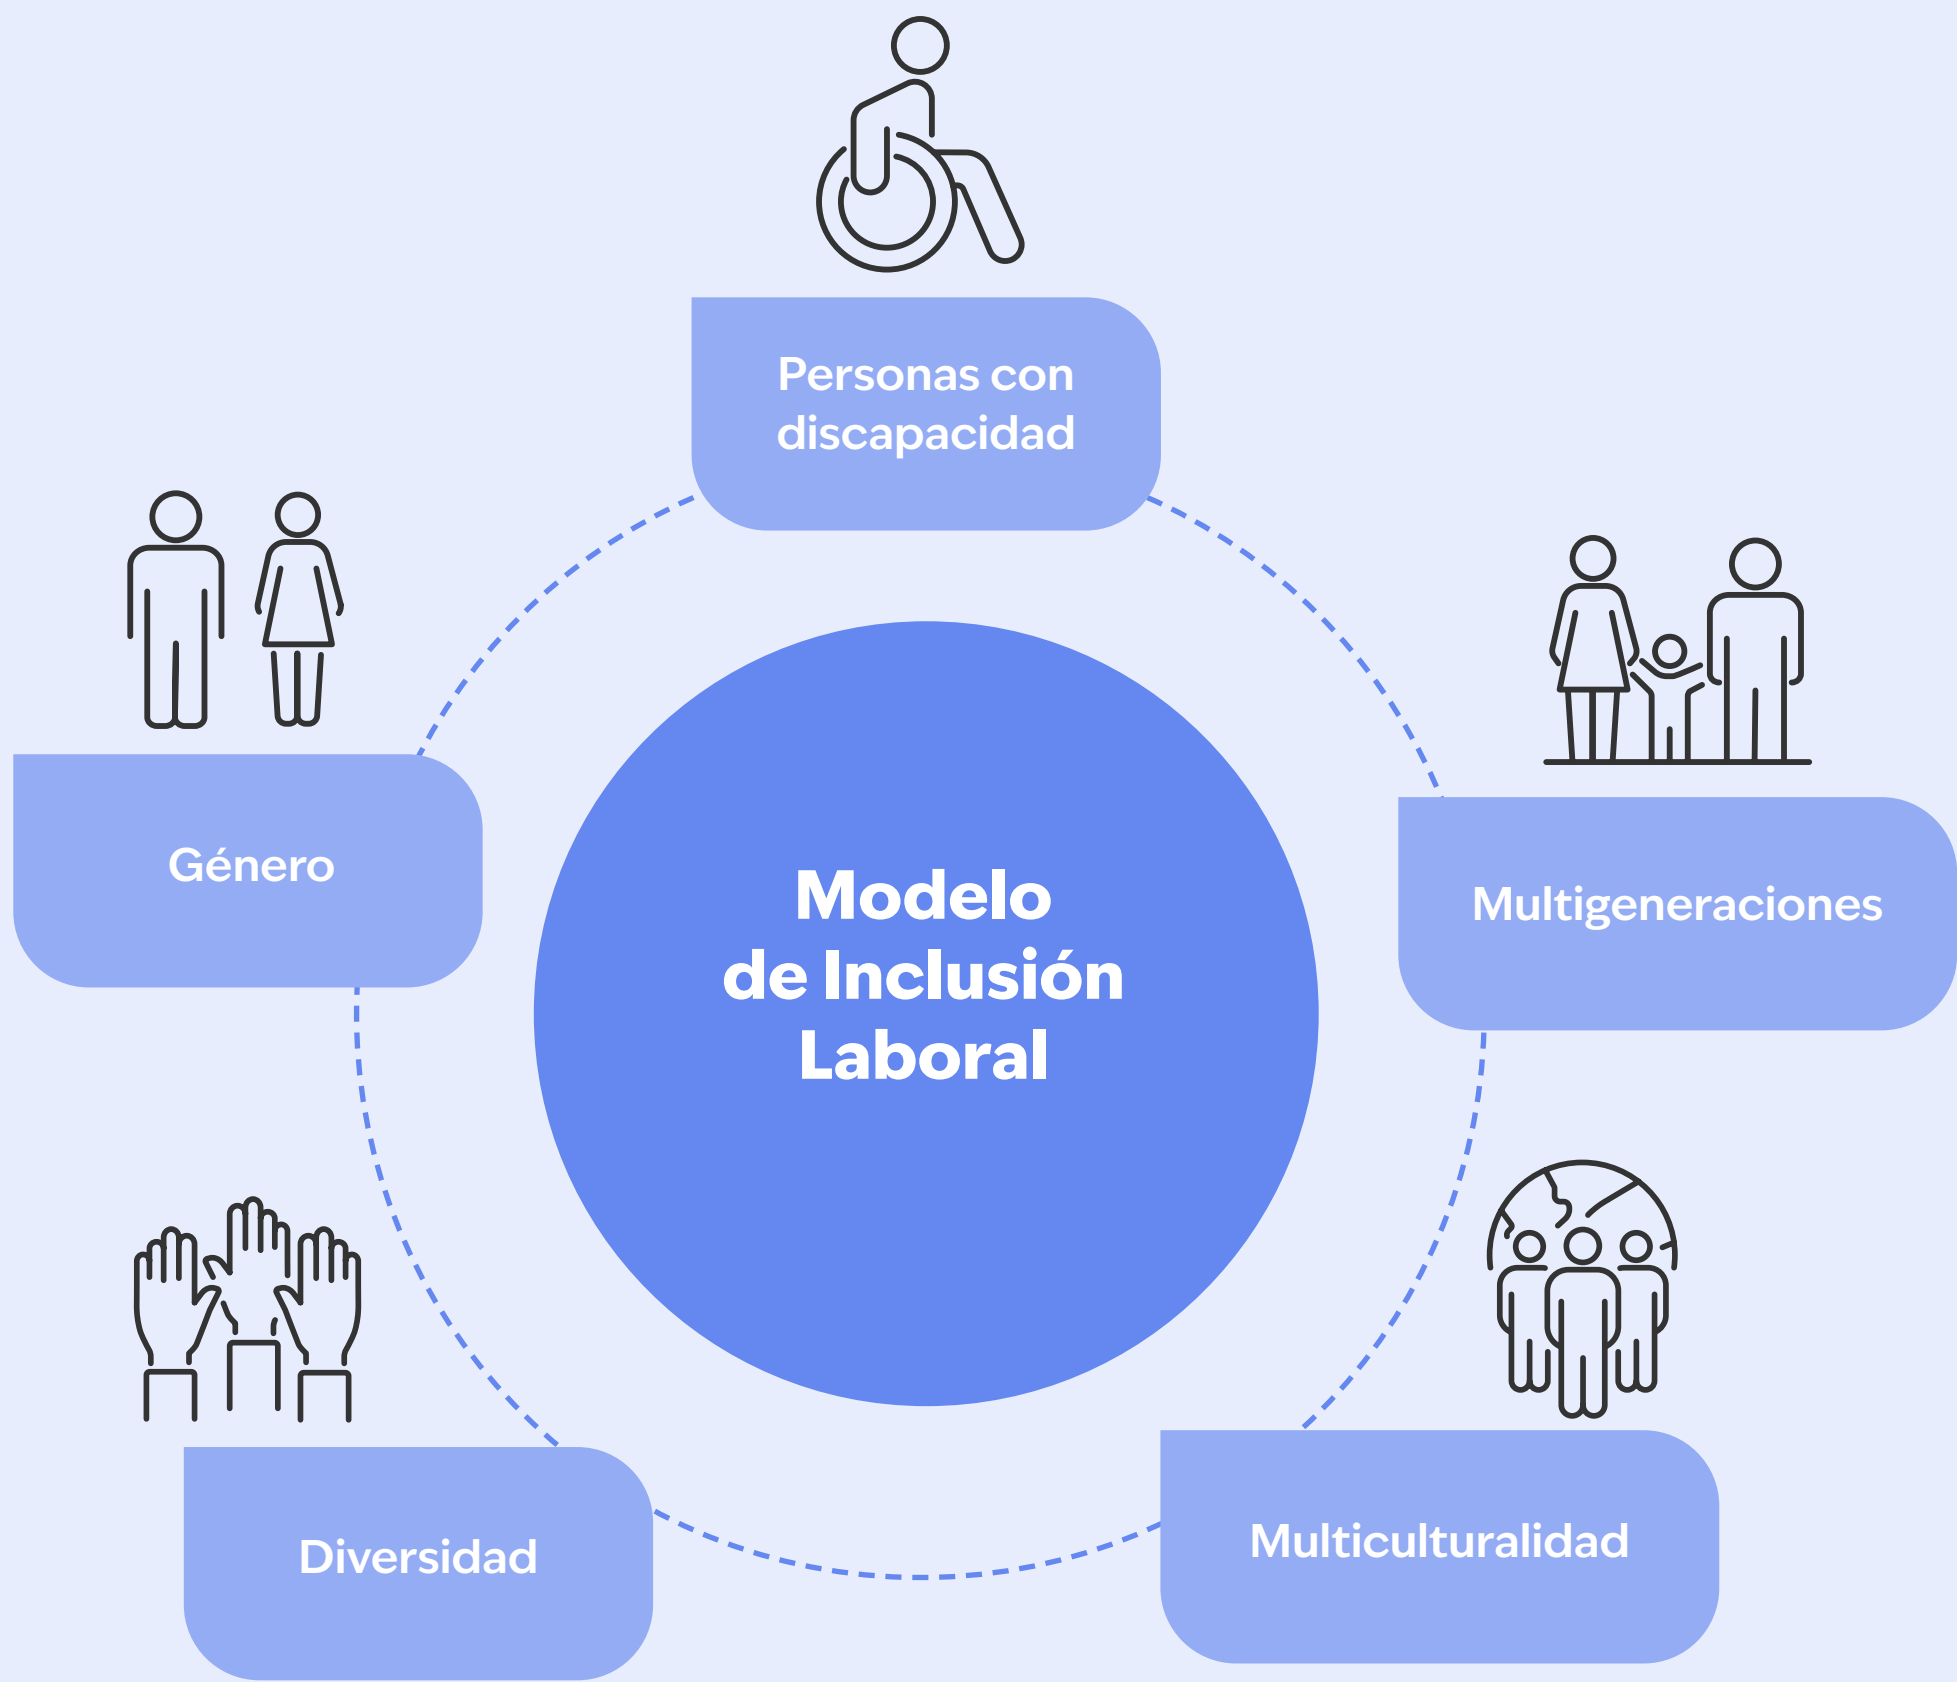 Personas con
discapacidad
Género
Multigeneraciones
Modelo
de Inclusión
Laboral
Diversidad
Multiculturalidad